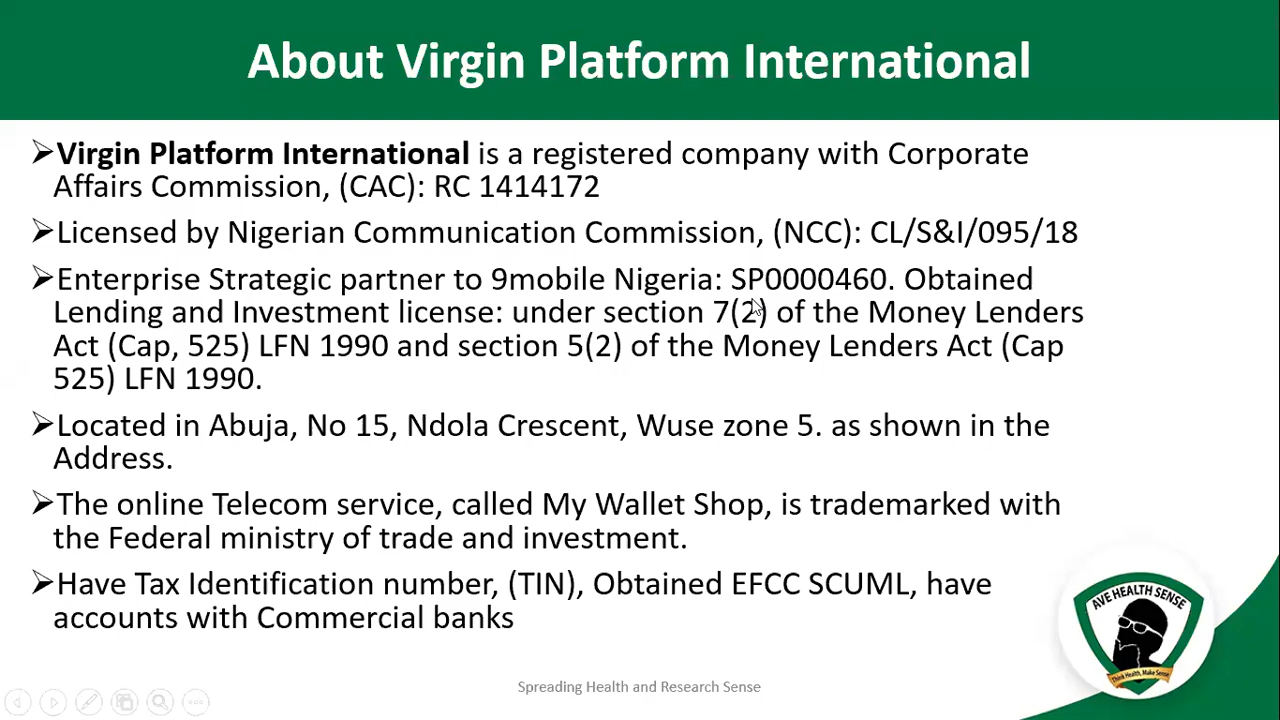 About Virgin Platform International
➢Virgin Platform International is a registered company with Corporate
Affairs Commission, (CAC): RC 1414172
➢Licensed by Nigerian Communication Commission, (NCC): CL/S&I/095/18
➢Enterprise Strategic partner to 9mobile Nigeria: SP0000460. Obtained
Lending and Investment license: under section 7(2) of the Money Lenders
Act (Cap, 525) LFN 1990 and section 5(2) of the Money Lenders Act (Cap
525) LFN 1990.
➢Located in Abuja, No 15, Ndola Crescent, Wuse zone 5. as shown in the
Address.
➢The online Telecom service, called My Wallet Shop, is trademarked with
the Federal ministry of trade and investment.
➢Have Tax Identification number, (TIN), Obtained EFCC SCUML, have
accounts with Commercial banks
AVE HEALTH SENSE
Think Health, Make Sense
Spreading Health and Research Sense